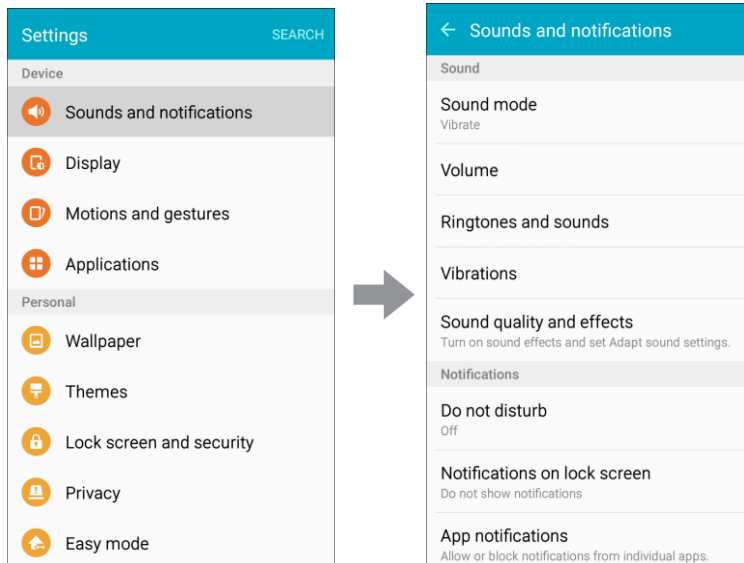 Settings
SEARCH
Device
Sounds and notifications
Display
Motions and gestures
Applications
Personal
Wallpaper
Themes
Lock screen and security
Privacy
Easy mode
Sounds and notifications
Sound
Sound mode
Vibrate
Volume
Ringtones and sounds
Vibrations
Sound quality and effects
Turn on sound effects and set Adapt sound settings.
Notifications
Do not disturb
Off
Notifications on lock screen
Do not show notifications
App notifications
Allow or block notifications from individual apps.